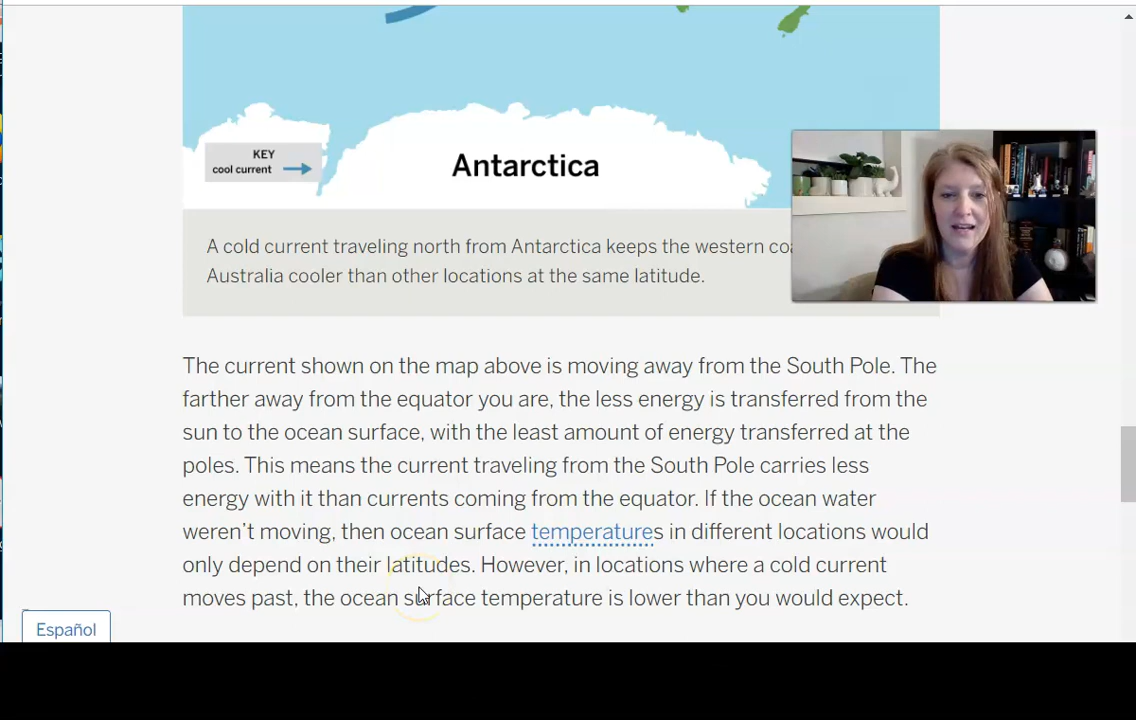 KEY
cool current
Antarctica
A cold current traveling north from Antarctica keeps the western
Australia cooler than other locations at the same latitude.
The current shown on the map above is moving away from the South Pole. The
farther away from the equator you are, the less energy is transferred from the
sun to the ocean surface, with the least amount of energy transferred at the
poles. This means the current traveling from the South Pole carries less
energy with it than currents coming from the equator. If the ocean water
weren't moving, then ocean surface temperatures in different locations would
only depend on their latitudes. However, in locations where a cold current
moves past, the ocean surface temperature is lower than you would expect.
Español